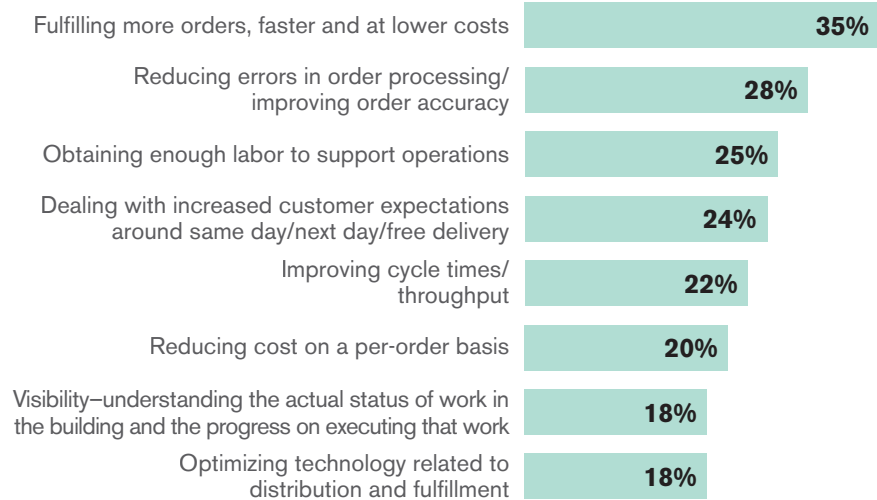 Fulfilling more orders, faster and at lower costs 35%
Reducing errors in order processing/
improving order accuracy 28%
Obtaining enough labor to support operations 25%
Dealing with increased customer expectations
around same day/next day/free delivery 24%
Improving cycle times/
throughput 22%
Reducing cost on a per-order basis 20%
Visibility—understanding the actual status of work in
the building and the progress on executing that work 18%
Optimizing technology related to
distribution and fulfillment 18%